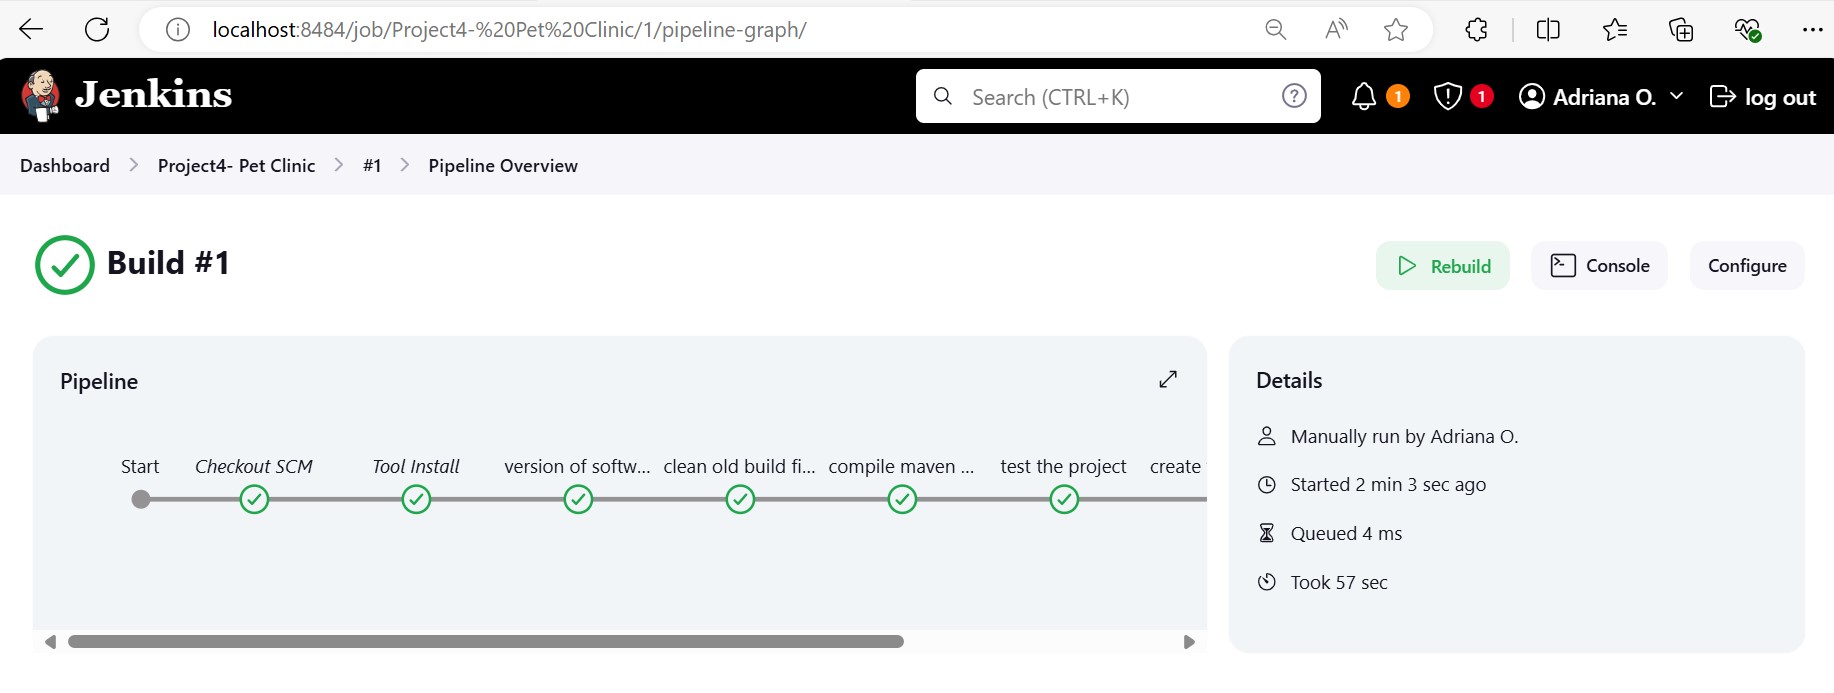 localhost:8484/job/Project4-%20Pet%20Clinic/1/pipeline-graph/
Jenkins
Search (CTRL+K)
?
1
1
Adriana O.
log out
Dashboard > Project4- Pet Clinic > #1 > Pipeline Overview
Build #1
Rebuild
Console
Configure
Pipeline
Start
Checkout SCM
Tool Install
version of softw...
clean old build fi...
compile maven ...
test the project
create
Details
Manually run by Adriana O.
Started 2 min 3 sec ago
Queued 4 ms
Took 57 sec